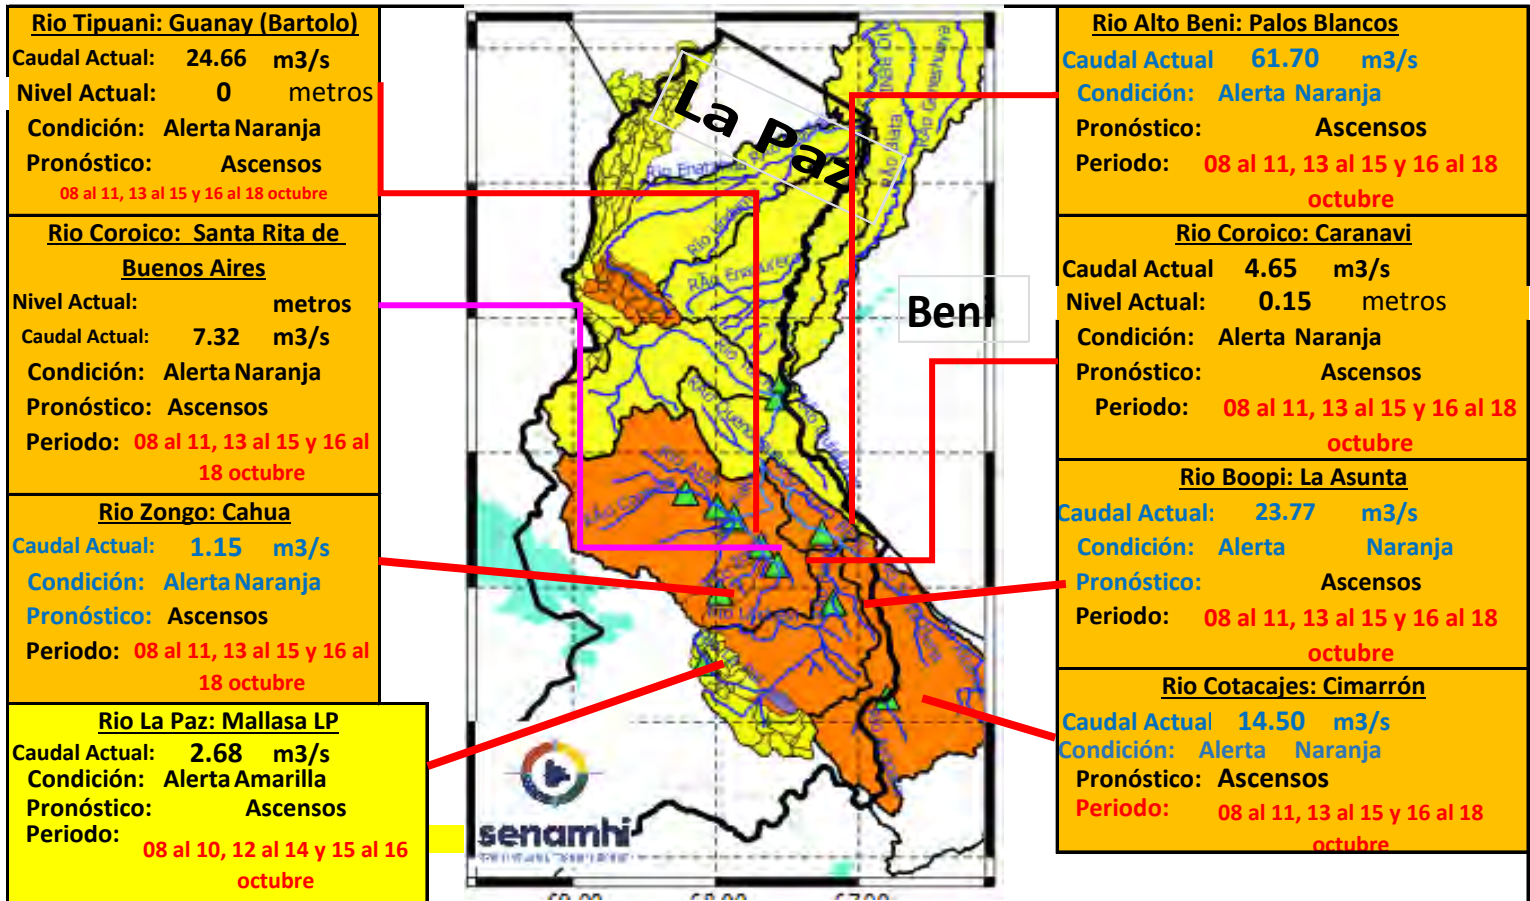 Rio Tipuani: Guanay (Bartolo)
Caudal Actual: 24.66 m3/s
Nivel Actual: 0 metros
Condición: Alerta Naranja
Pronóstico: Ascensos
08 al 11, 13 al 15 y 16 al 18 octubre
Rio Coroico: Santa Rita de
Buenos Aires
Nivel Actual: metros
Caudal Actual: 7.32 m3/s
Condición: Alerta Naranja
Pronóstico: Ascensos
Periodo: 08 al 11, 13 al 15 y 16 al
18 octubre
Rio Zongo: Cahua
Caudal Actual: 1.15 m3/s
Condición: Alerta Naranja
Pronóstico: Ascensos
Periodo: 08 al 11, 13 al 15 y 16 al
18 octubre
Rio La Paz: Mallasa LP
Caudal Actual: 2.68 m3/s
Condición: Alerta Amarilla
Pronóstico: Ascensos
Periodo:
08 al 10, 12 al 14 y 15 al 16
octubre
La Paz
Beni
senamhi
Rio Alto Beni: Palos Blancos
Caudal Actual 61.70 m3/s
Condición: Alerta Naranja
Pronóstico: Ascensos
Periodo: 08 al 11, 13 al 15 y 16 al 18
octubre
Rio Coroico: Caranavi
Caudal Actual 4.65 m3/s
Nivel Actual: 0.15 metros
Condición: Alerta Naranja
Pronóstico: Ascensos
Periodo: 08 al 11, 13 al 15 y 16 al 18
octubre
Rio Boopi: La Asunta
Caudal Actual: 23.77 m3/s
Condición: Alerta Naranja
Pronóstico: Ascensos
Periodo: 08 al 11, 13 al 15 y 16 al 18
octubre
Rio Cotacajes: Cimarrón
Caudal Actual 14.50 m3/s
Condición: Alerta Naranja
Pronóstico: Ascensos
Periodo: 08 al 11, 13 al 15 y 16 al 18
octubre